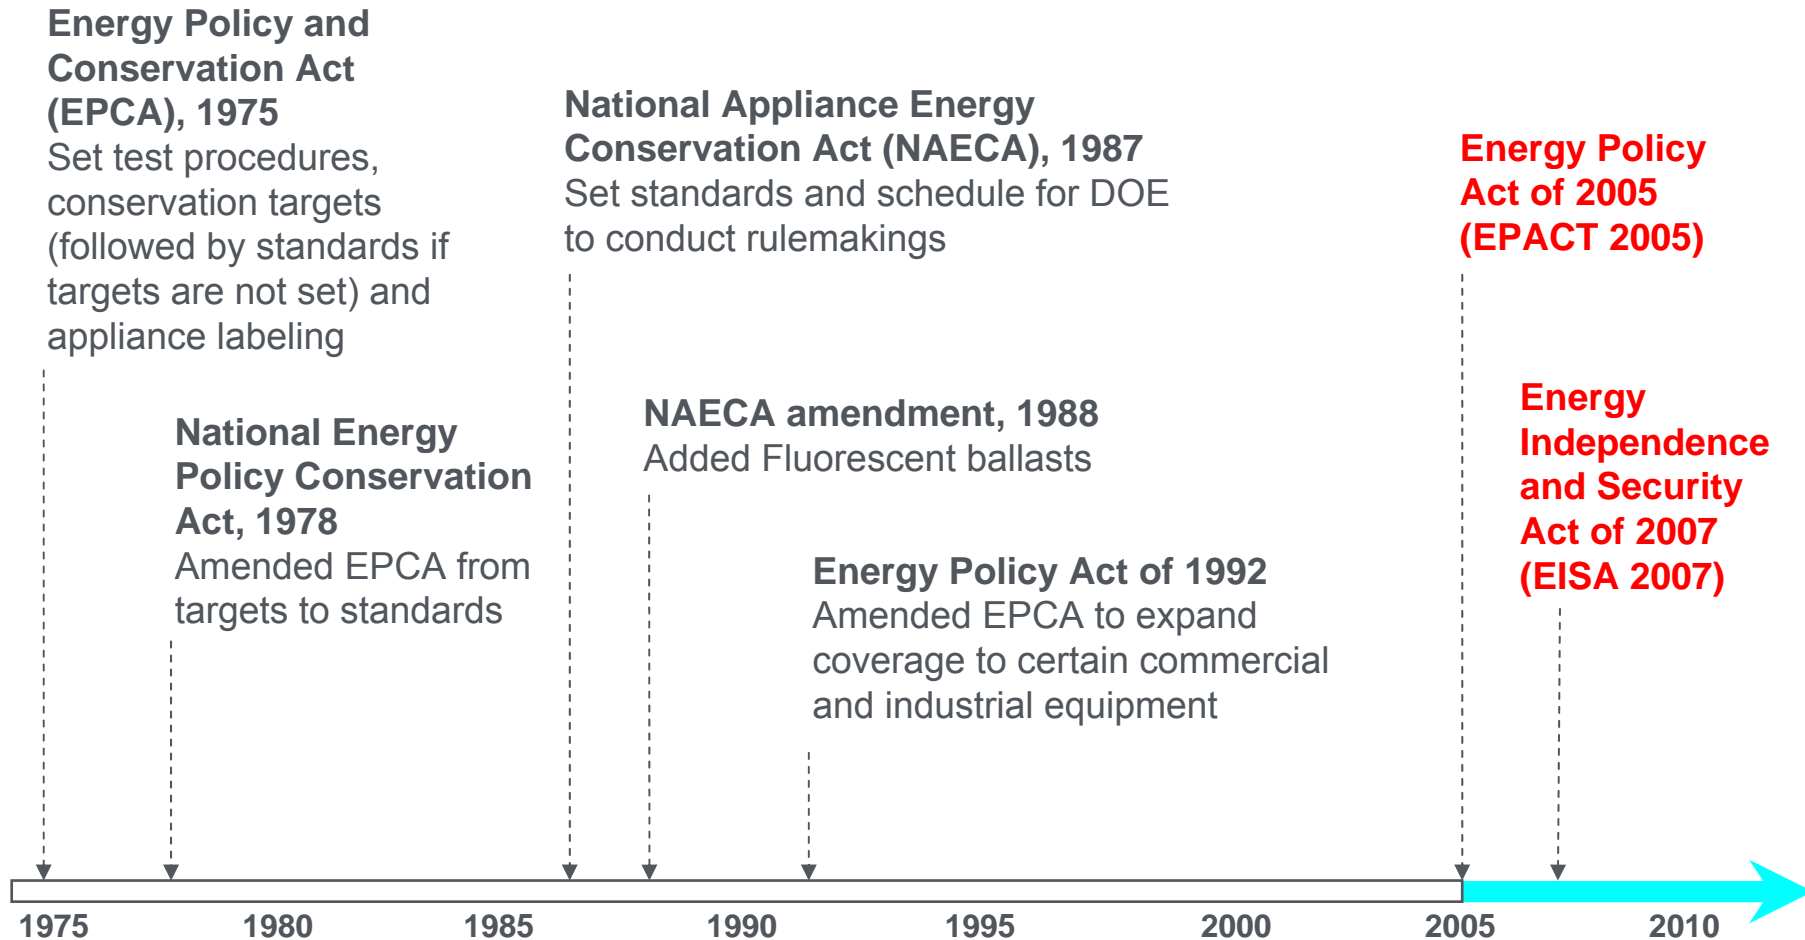 Energy Policy and
Conservation Act
(EPCA), 1975
Set test procedures,
conservation targets
(followed by standards if
targets are not set) and
appliance labeling
National Energy
Policy Conservation
Act, 1978
Amended EPCA from
targets to standards
National Appliance Energy
Conservation Act (NAECA), 1987
Set standards and schedule for DOE
to conduct rulemakings
NAECA amendment, 1988
Added Fluorescent ballasts
Energy Policy Act of 1992
Amended EPCA to expand
coverage to certain commercial
and industrial equipment
Energy Policy
Act of 2005
(EPACT 2005)
Energy
Independence
and Security
Act of 2007
(EISA 2007)
1975 1980 1985 1990 1995 2000 2005 2010